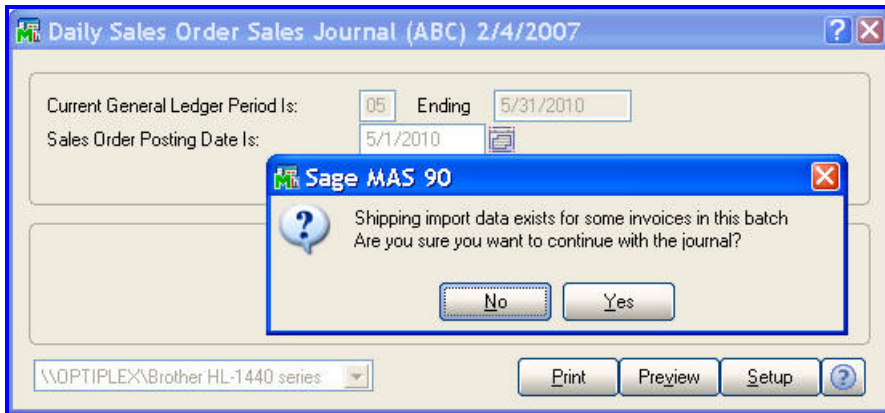 Daily Sales Order Sales Journal (ABC) 2/4/2007
Current General Ledger Period Is: 05 Ending 5/31/2010
Sales Order Posting Date Is: 5/1/2010
Sage MAS 90
Shipping import data exists for some invoices in this batch
Are you sure you want to continue with the journal?
No Yes
\\OPTIPLEX\Brother HL-1440 series Print Preview Setup